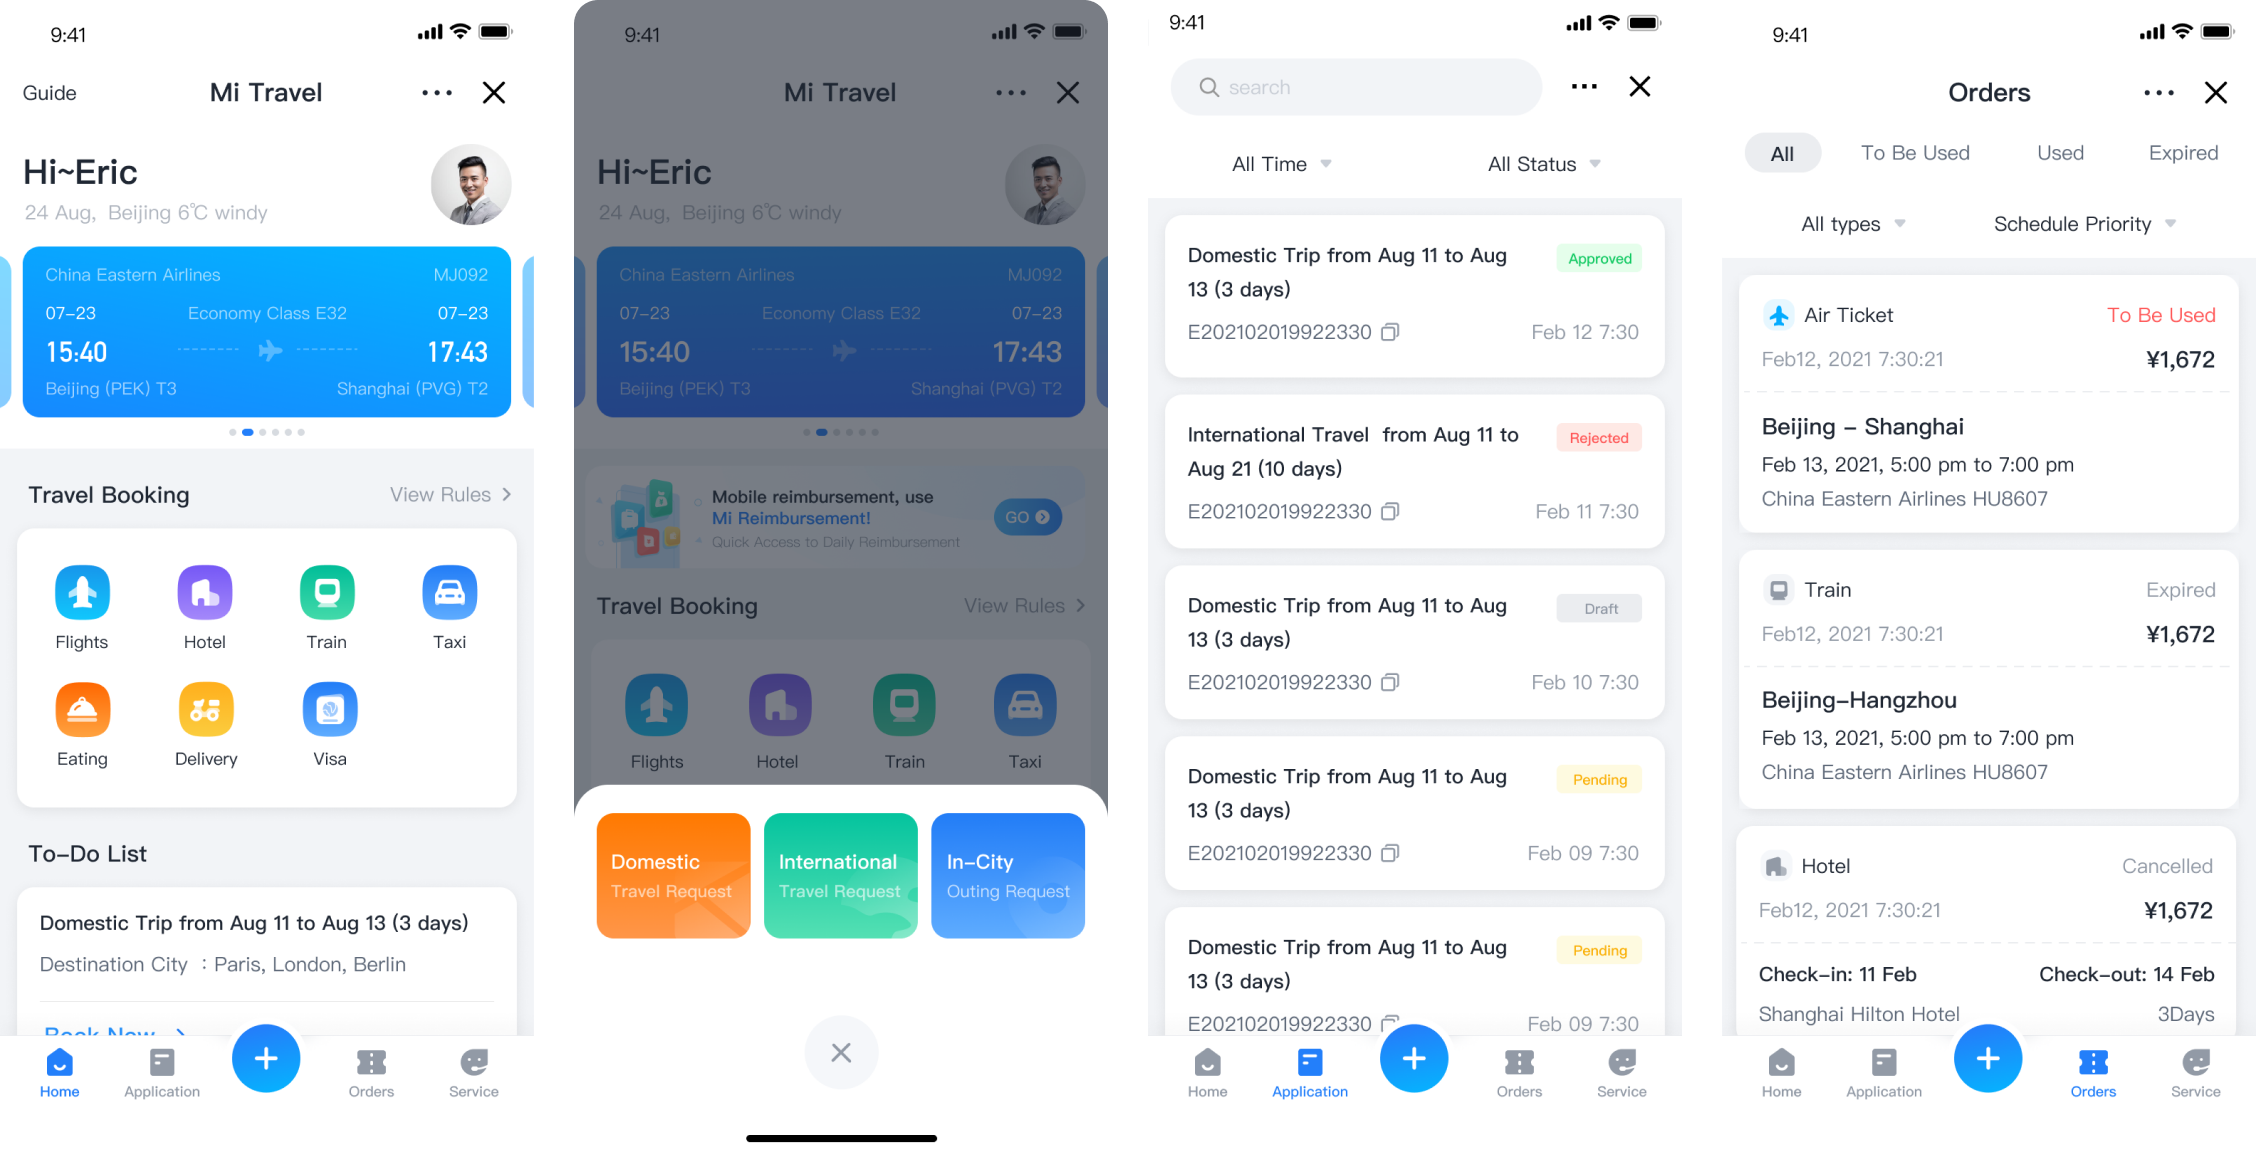 9:41
Guide
Mi Travel
Hi~Eric
24 Aug, Beijing 6℃ windy
China Eastern Airlines MJ092
07-23 Economy Class E32 07-23
15:40 17:43
Beijing (PEK) T3 Shanghai (PVG) T2
Travel Booking View Rules
Flights Hotel Train Taxi
Eating Delivery Visa
To-Do List
Domestic Trip from Aug 11 to Aug 13 (3 days)
Destination City : Paris, London, Berlin
Book Now
Home Application Orders Service
9:41
Mi Travel
Hi~Eric
24 Aug, Beijing 6℃ windy
China Eastern Airlines MJ092
07-23 Economy Class E32 07-23
15:40 17:43
Beijing (PEK) T3 Shanghai (PVG) T2
Mobile reimbursement, use
Mi Reimbursement!
Quick Access to Daily Reimbursement
GO
Travel Booking View Rules
Flights Hotel Train Taxi
Domestic
Travel Request
International
Travel Request
In-City
Outing Request
9:41
search
All Time All Status
Domestic Trip from Aug 11 to Aug
13 (3 days)
Approved
E202102019922330 Feb 12 7:30
International Travel from Aug 11 to
Aug 21 (10 days)
Rejected
E202102019922330 Feb 11 7:30
Domestic Trip from Aug 11 to Aug
13 (3 days)
Draft
E202102019922330 Feb 10 7:30
Domestic Trip from Aug 11 to Aug
13 (3 days)
Pending
E202102019922330 Feb 09 7:30
Domestic Trip from Aug 11 to Aug
13 (3 days)
Pending
E202102019922330 Feb 09 7:30
Home Application Orders Service
9:41
Orders
All To Be Used Used Expired
All types Schedule Priority
Air Ticket To Be Used
Feb12, 2021 7:30:21 ¥1,672
Beijing - Shanghai
Feb 13, 2021, 5:00 pm to 7:00 pm
China Eastern Airlines HU8607
Train Expired
Feb12, 2021 7:30:21 ¥1,672
Beijing-Hangzhou
Feb 13, 2021, 5:00 pm to 7:00 pm
China Eastern Airlines HU8607
Hotel Cancelled
Feb12, 2021 7:30:21 ¥1,672
Check-in: 11 Feb Check-out: 14 Feb
Shanghai Hilton Hotel 3Days
Home Application Orders Service